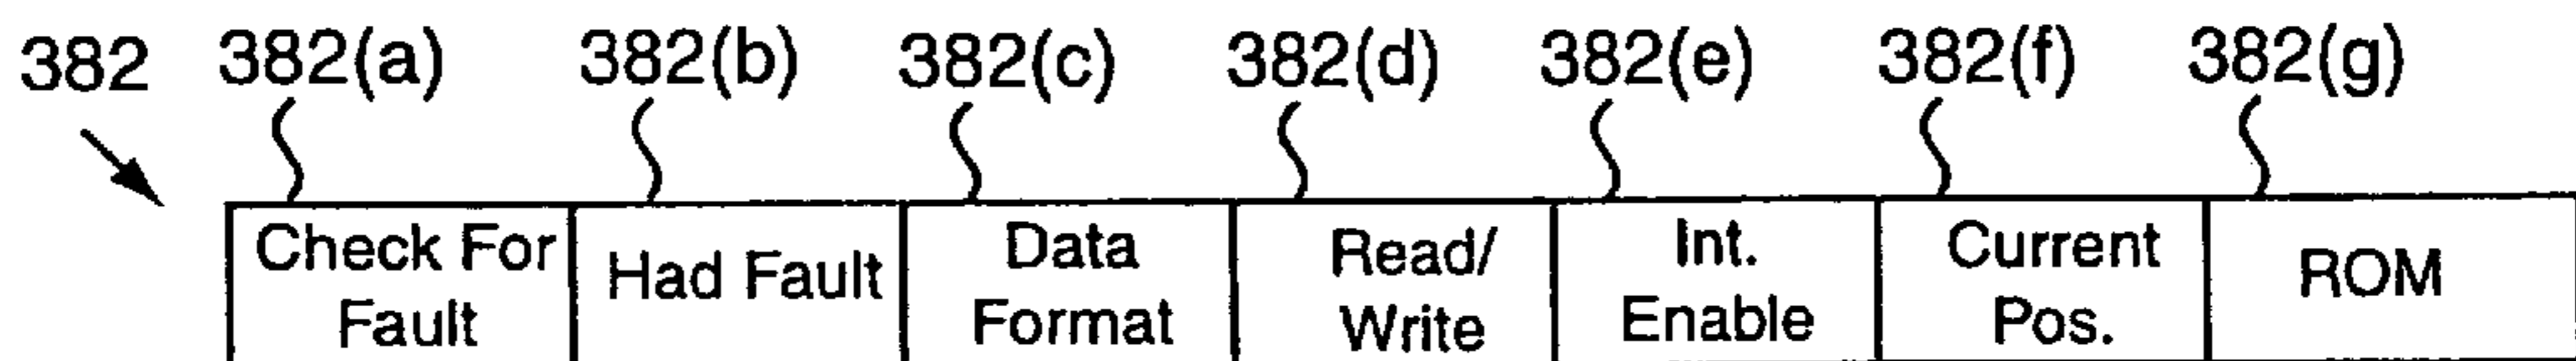 382 382(a) 382(b) 382(c) 382(d) 382(e) 382(f) 382(g)
Check For Fault
Had Fault
Data Format
Read/ Write
Int. Enable
Current Pos.
ROM